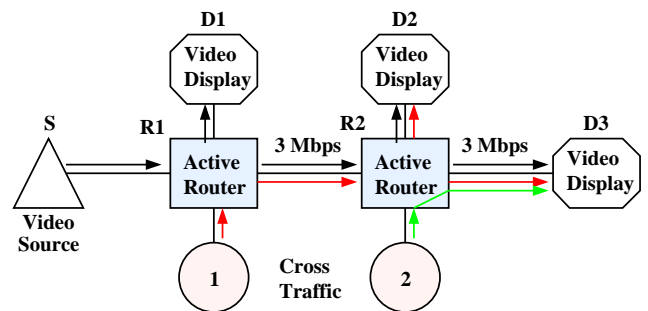 D1
Video
Display
D2
Video
Display
S
R1
3 Mbps
R2
3 Mbps
D3
Active
Router
Active
Router
Video
Display
Video
Source
1
Cross
Traffic
2